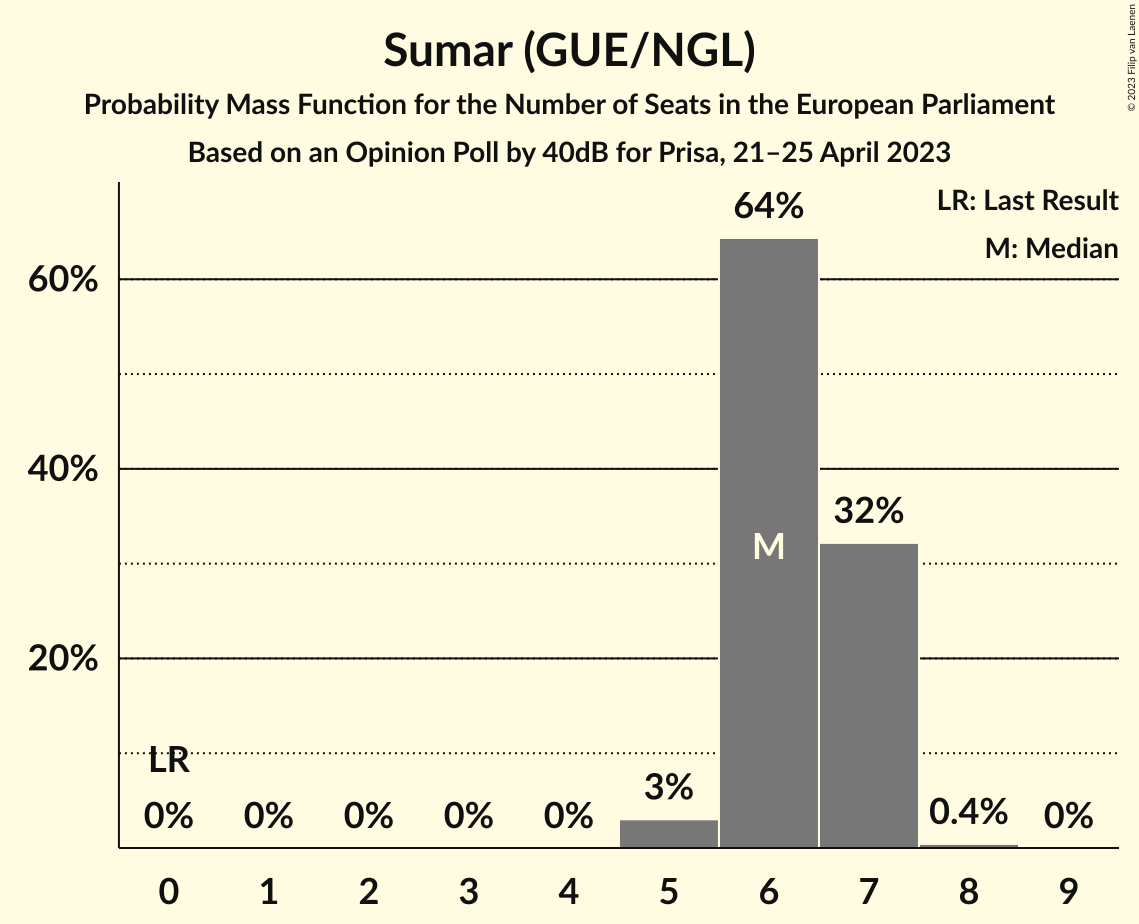 Sumar (GUE/NGL)
Probability Mass Function for the Number of Seats in the European Parliament
Based on an Opinion Poll by 40dB for Prisa, 21–25 April 2023
© 2023 Filip van Laenen
LR: Last Result
M: Median
64%
60%
40%
32%
M
20%
LR
3%
0% 0% 0% 0% 0% 0.4% 0%
0 1 2 3 4 5 6 7 8 9